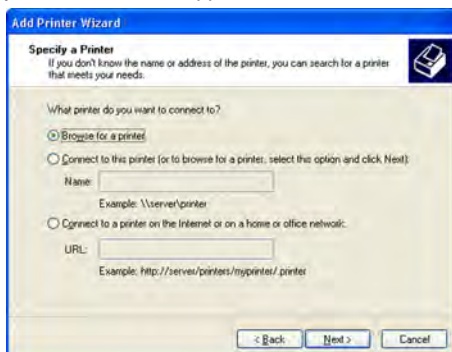 Add Printer Wizard
Specify a Printer
If you don't know the name or address of the printer, you can search for a printer
that meets your needs.
What printer do you want to connect to?
Browse for a printer
Connect to this printer (or to browse for a printer, select this option and click Next):
Name:
Example: \\server\printer
Connect to a printer on the Internet or on a home or office network:
URL:
Example: http://server/printers/myprinter/.printer
< Back Next > Cancel